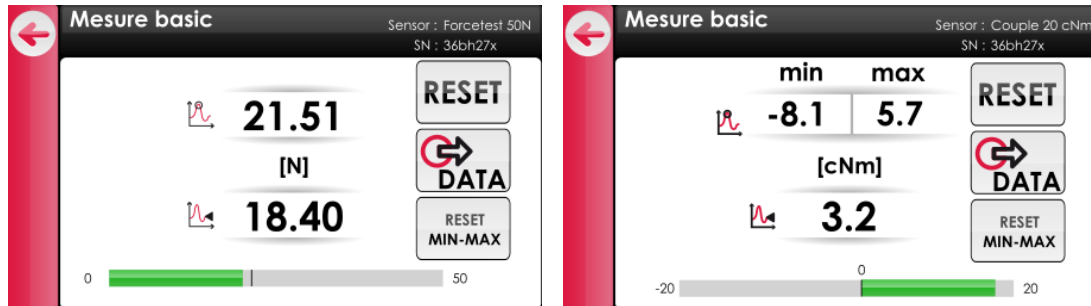 Mesure basic
Sensor : Forcetest 50N
SN : 36bh27x
RESET
21.51
[N]
DATA
18.40
RESET
MIN-MAX
0 50
Mesure basic
Sensor : Couple 20 cNm
SN : 36bh27x
min max
RESET
-8.1 5.7
[cNm]
DATA
3.2
RESET
MIN-MAX
0
-20 20